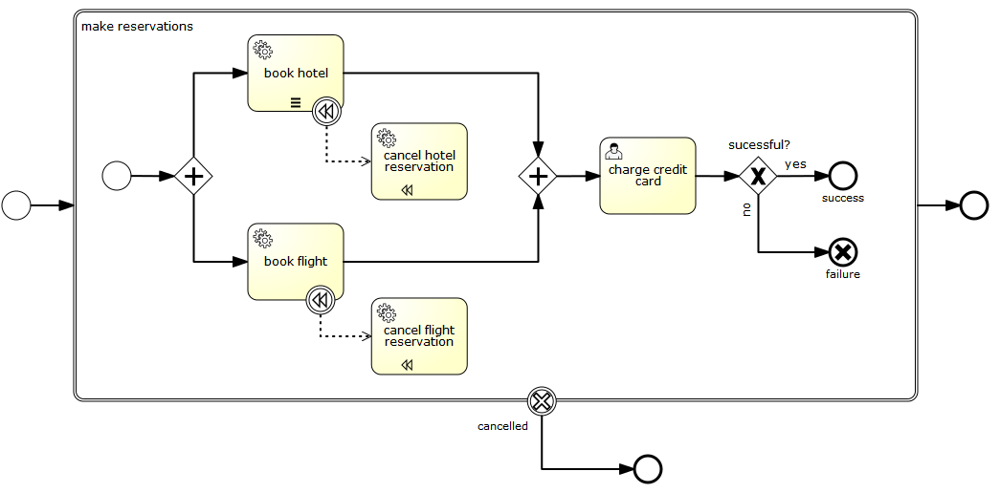 make reservations
book hotel
cancel hotel
reservation
book flight
cancel flight
reservation
charge credit
card
sucessful?
yes
no
success
failure
cancelled